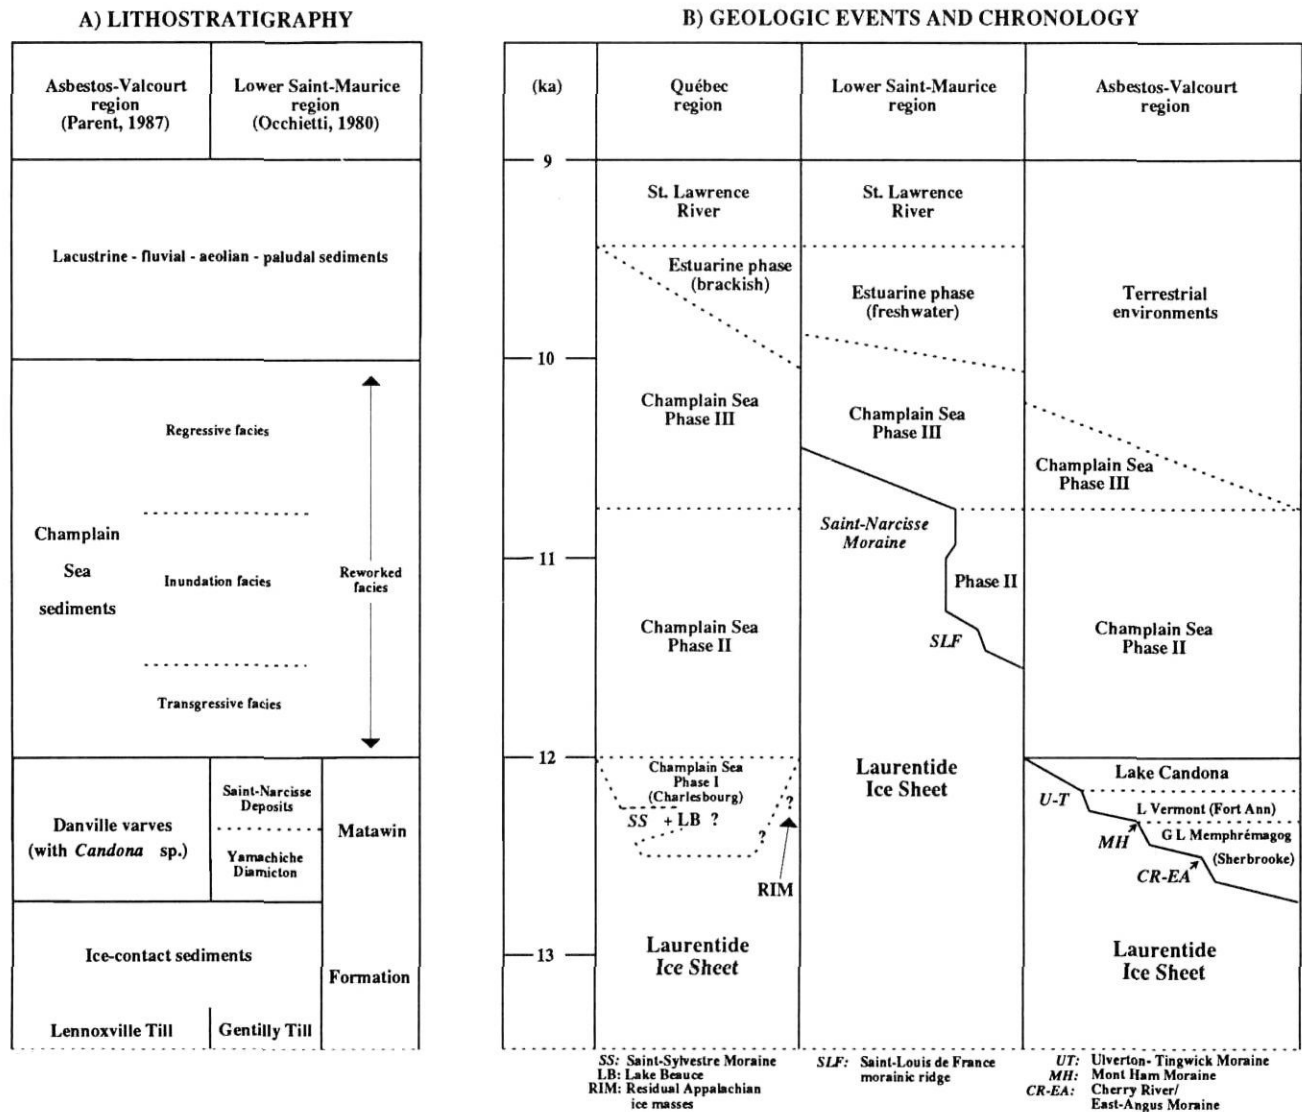 A) LITHOSTRATIGRAPHY
Asbestos-Valcourt
region
(Parent, 1987)
Lower Saint-Maurice
region
(Occhietti, 1980)
Lacustrine - fluvial - aeolian - paludal sediments
Regressive facies
Champlain
Sea
sediments
Inundation facies
Reworked
facies
Transgressive facies
Danville varves
(with Candona sp.)
Saint-Narcisse
Deposits
Yamachiche
Diamicton
Matawin
Ice-contact sediments
Formation
Lennoxville Till
Gentilly Till
B) GEOLOGIC EVENTS AND CHRONOLOGY
(ka)
Québec
region
Lower Saint-Maurice
region
Asbestos-Valcourt
region
9
10
11
12
13
St. Lawrence
River
Estuarine phase
(brackish)
Champlain Sea
Phase III
Champlain Sea
Phase II
Champlain Sea
Phase I
(Charlesbourg)
SS + LB ?
?
?
RIM
Laurentide
Ice Sheet
St. Lawrence
River
Estuarine phase
(freshwater)
Champlain Sea
Phase III
Saint-Narcisse
Moraine
Phase II
SLF
Laurentide
Ice Sheet
Terrestrial
environments
Champlain Sea
Phase III
Champlain Sea
Phase II
Lake Candona
U-T
L Vermont (Fort Ann)
MH
G L Memphrémagog
(Sherbrooke)
CR-EA
Laurentide
Ice Sheet
SS: Saint-Sylvestre Moraine
LB: Lake Beauce
RIM: Residual Appalachian
ice masses
SLF: Saint-Louis de France
morainic ridge
UT: Ulverton- Tingwick Moraine
MH: Mont Ham Moraine
CR-EA: Cherry River/
East-Angus Moraine